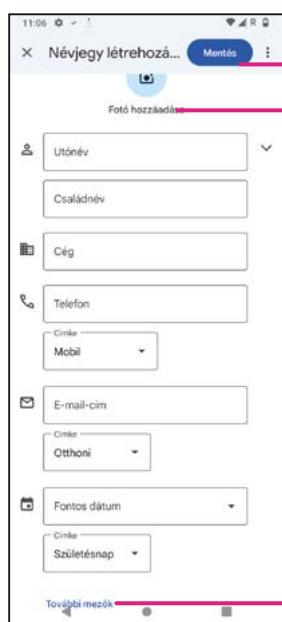 11:06 R
Névjegy létrehozá... Mentés
Fotó hozzáadása
Utónév
Családnév
Cég
Telefon
Címke
Mobil
E-mail-cím
Címke
Otthoni
Fontos dátum
Címke
Születésnap
További mezők